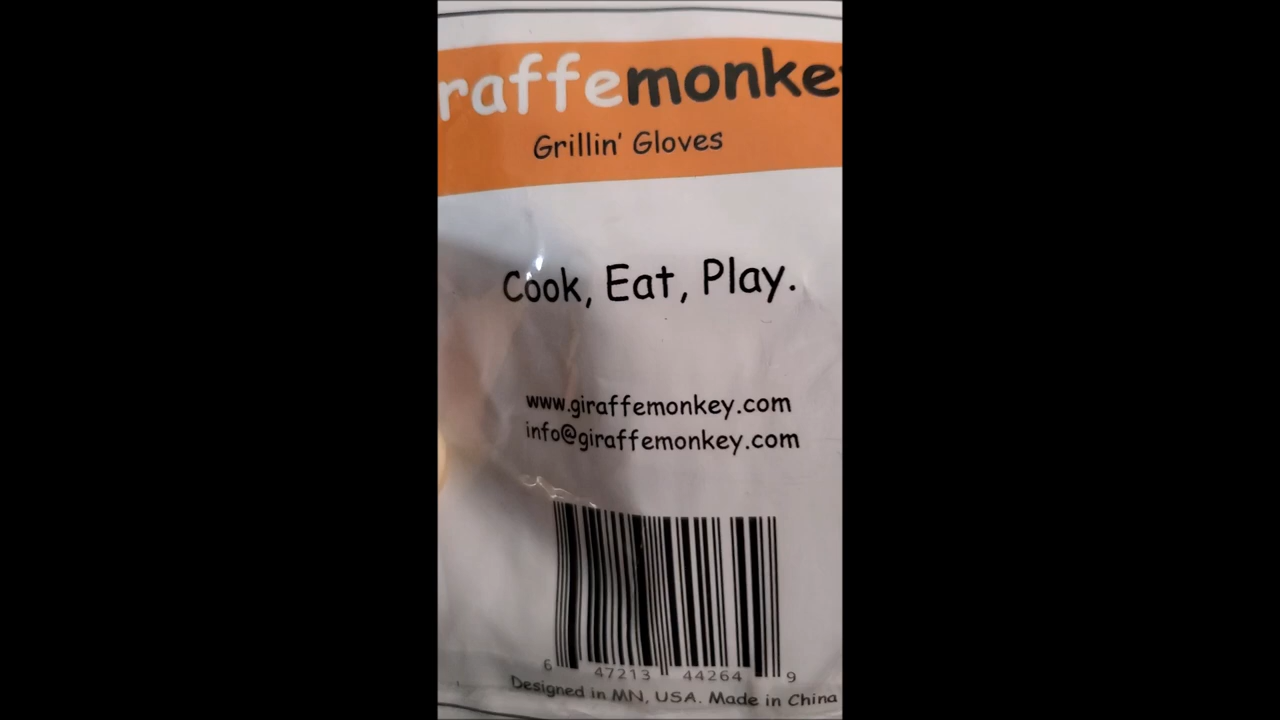 raffemonke
Grillin' Gloves
Cook, Eat, Play.
www.giraffemonkey.com
info@giraffemonkey.com
6 47213 44264 9
Designed in MN, USA. Made in China